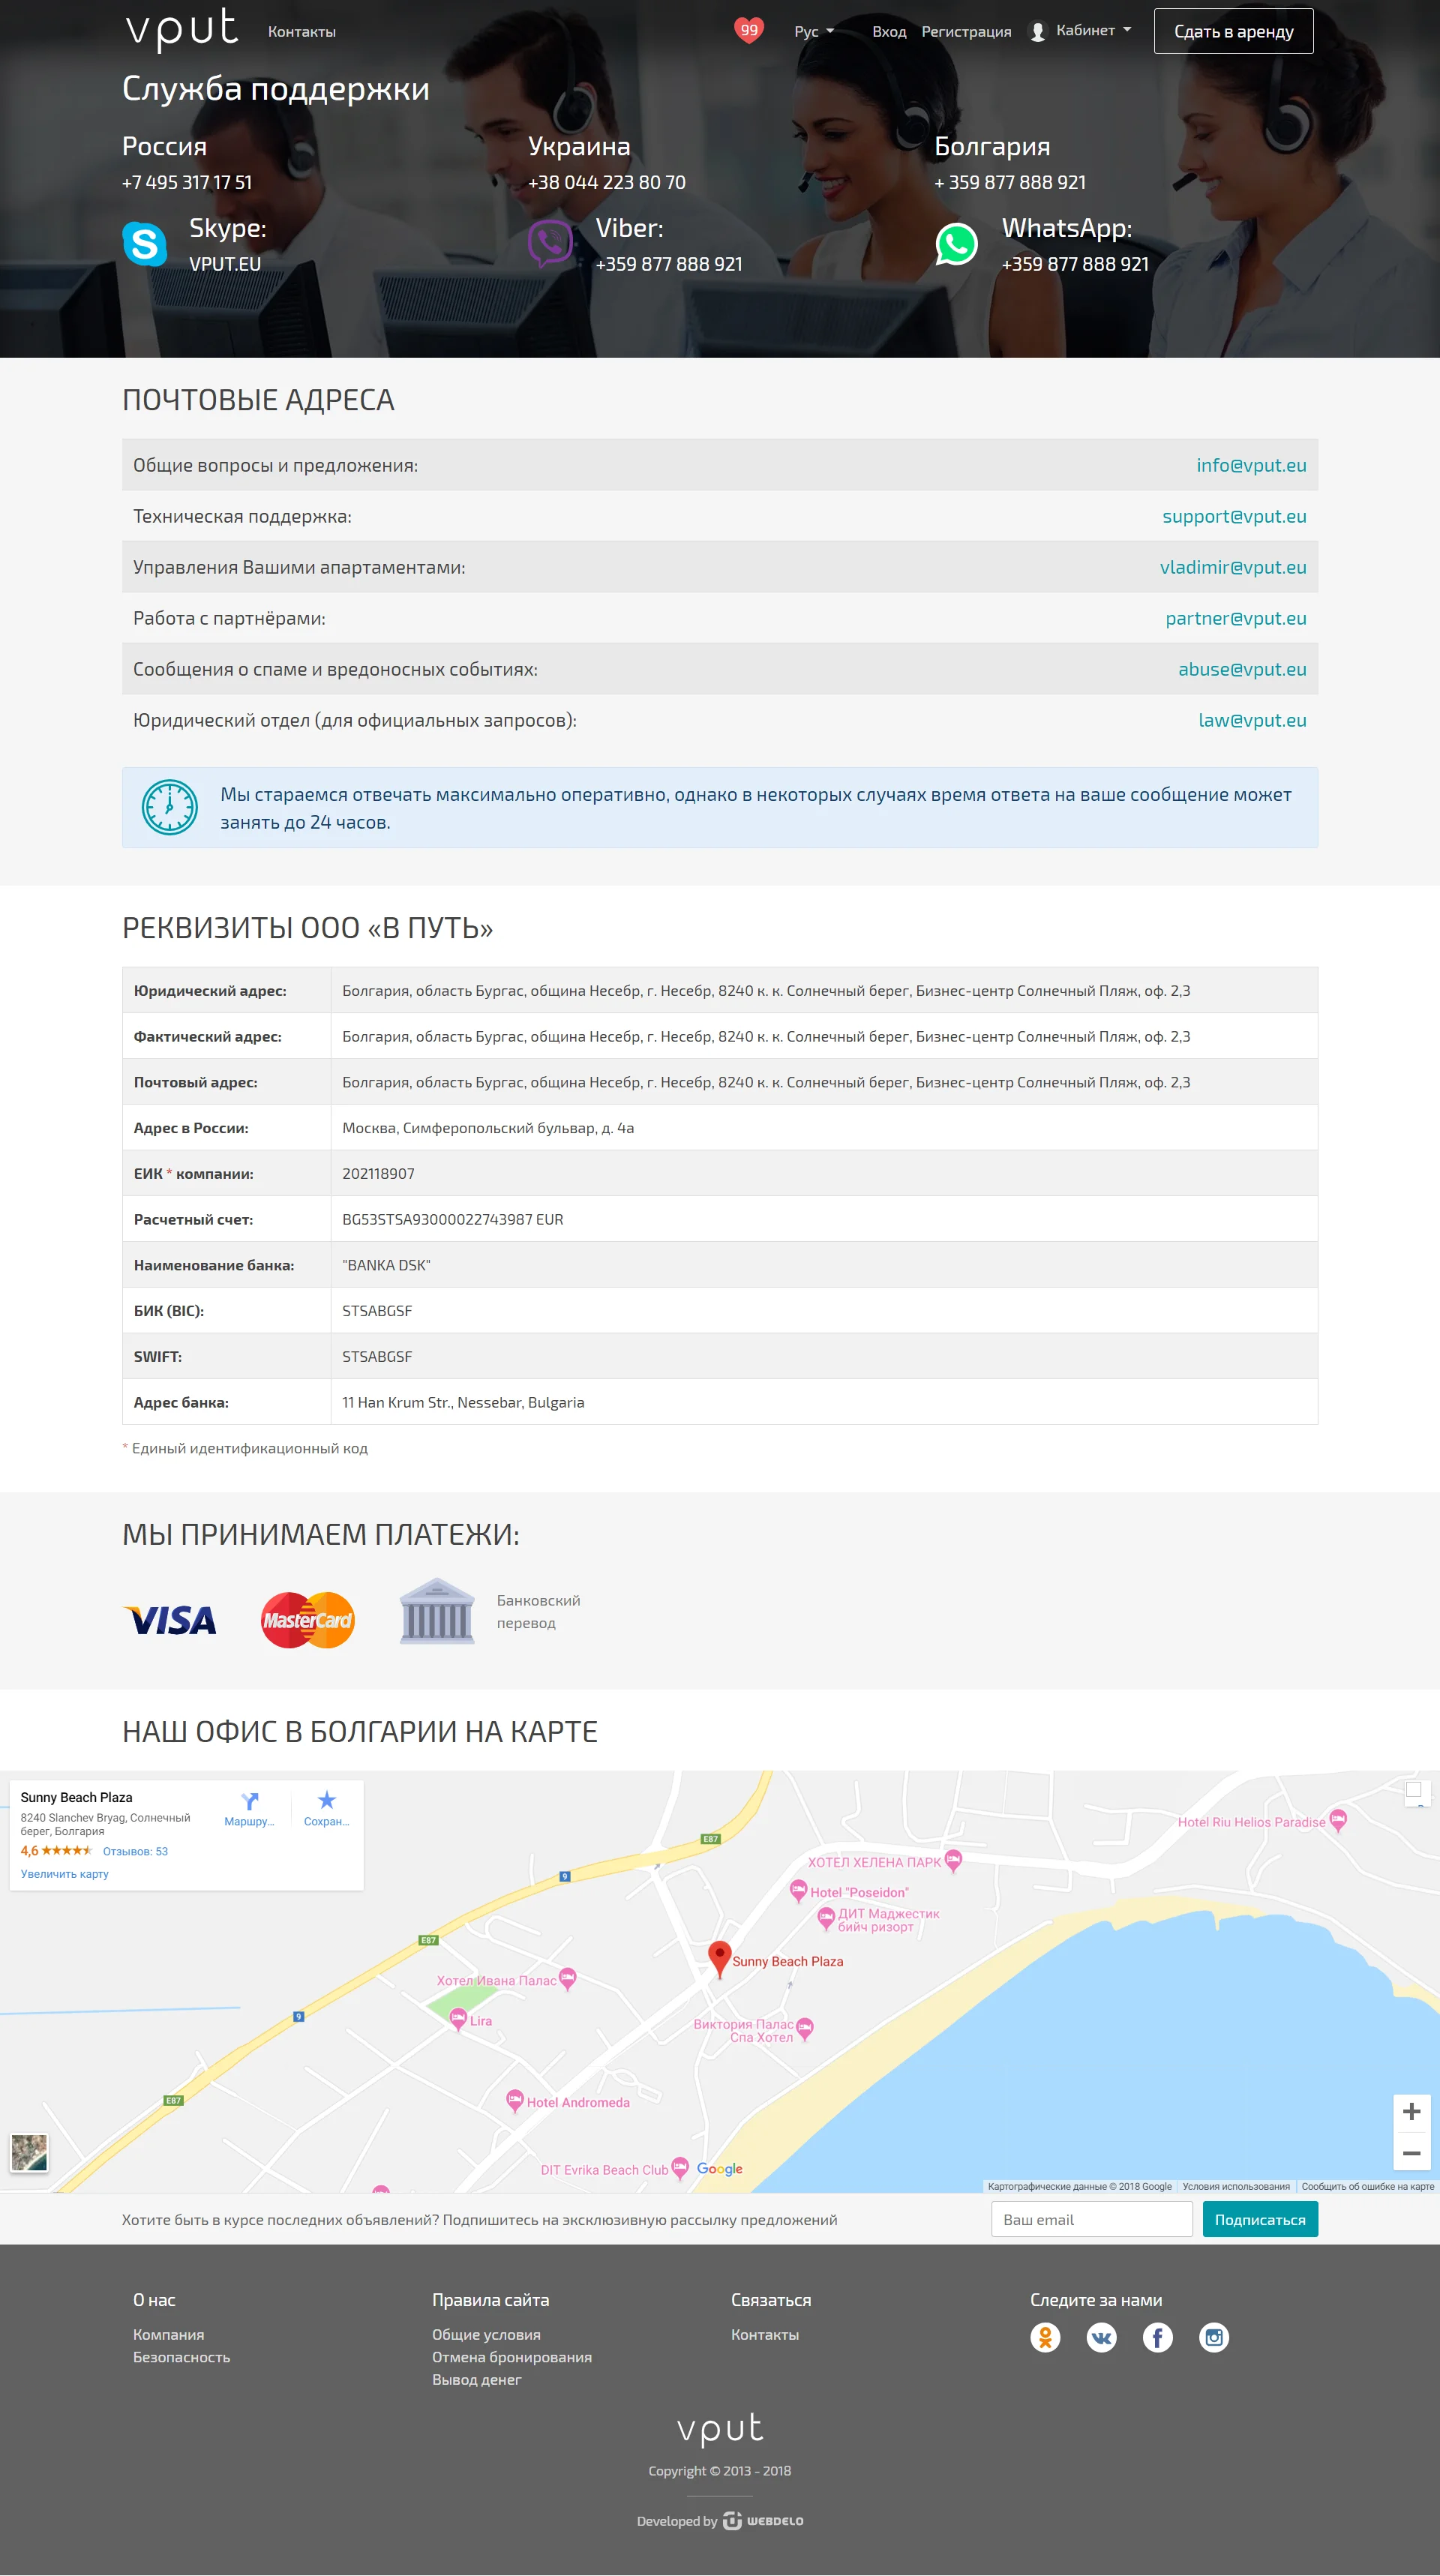 vput
Контакты
99
Рус
Вход
Регистрация
Кабинет
Сдать в аренду
Служба поддержки
Россия
+7 495 317 17 51
Украина
+38 044 223 80 70
Болгария
+ 359 877 888 921
Skype:
VPUT.EU
Viber:
+359 877 888 921
WhatsApp:
+359 877 888 921
ПОЧТОВЫЕ АДРЕСА
Общие вопросы и предложения:
info@vput.eu
Техническая поддержка:
support@vput.eu
Управления Вашими апартаментами:
vladimir@vput.eu
Работа с партнёрами:
partner@vput.eu
Сообщения о спаме и вредоносных событиях:
abuse@vput.eu
Юридический отдел (для официальных запросов):
law@vput.eu
Мы стараемся отвечать максимально оперативно, однако в некоторых случаях время ответа на ваше сообщение может
занять до 24 часов.
РЕКВИЗИТЫ ООО «В ПУТЬ»
Юридический адрес:
Болгария, область Бургас, община Несебр, г. Несебр, 8240 к. к. Солнечный берег, Бизнес-центр Солнечный Пляж, оф. 2,3
Фактический адрес:
Болгария, область Бургас, община Несебр, г. Несебр, 8240 к. к. Солнечный берег, Бизнес-центр Солнечный Пляж, оф. 2,3
Почтовый адрес:
Болгария, область Бургас, община Несебр, г. Несебр, 8240 к. к. Солнечный берег, Бизнес-центр Солнечный Пляж, оф. 2,3
Адрес в России:
Москва, Симферопольский бульвар, д. 4а
ЕИК * компании:
202118907
Расчетный счет:
BG53STSA93000022743987 EUR
Наименование банка:
"BANKA DSK"
БИК (BIC):
STSABGSF
SWIFT:
STSABGSF
Адрес банка:
11 Han Krum Str., Nessebar, Bulgaria
* Единый идентификационный код
МЫ ПРИНИМАЕМ ПЛАТЕЖИ:
VISA
MasterCard
Банковский
перевод
НАШ ОФИС В БОЛГАРИИ НА КАРТЕ
Sunny Beach Plaza
8240 Slanchev Bryag, Солнечный
берег, Болгария
4,6
Отзывов: 53
Увеличить карту
Маршру...
Сохран...
Hotel Riu Helios Paradise
E87
ХОТЕЛ ХЕЛЕНА ПАРК
9
Hotel "Poseidon"
ДИТ Маджестик
бийч ризорт
E87
Sunny Beach Plaza
Хотел Ивана Палас
9
Lira
Виктория Палас
Спа Хотел
E87
Hotel Andromeda
DIT Evrika Beach Club
Google
+
−
Картографические данные © 2018 Google
Условия использования
Сообщить об ошибке на карте
Хотите быть в курсе последних объявлений? Подпишитесь на эксклюзивную рассылку предложений
Ваш email
Подписаться
О нас
Компания
Безопасность
Правила сайта
Общие условия
Отмена бронирования
Вывод денег
Связаться
Контакты
Следите за нами
vput
Copyright © 2013 - 2018
Developed by WEBDELO